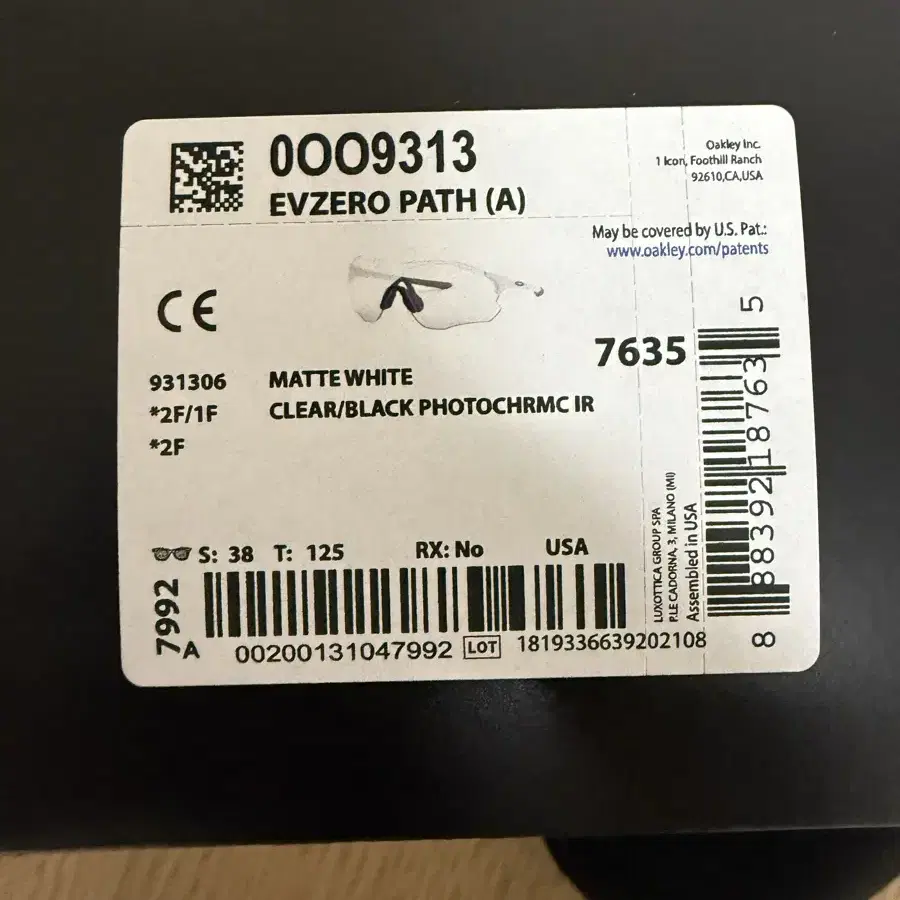 0OO9313
EVZERO PATH (A)
Oakley Inc.
1 Icon, Foothill Ranch
92610,CA,USA
May be covered by U.S. Pat.:
www.oakley.com/patents
CE
7635
931306 MATTE WHITE
*2F/1F CLEAR/BLACK PHOTOCHRMC IR
*2F
S: 38 T: 125 RX: No USA
7992
A 00200131047992 LOT 1819336639202108
LUXOTTICA GROUP SPA
P.LE CADORNA, 3, MILANO (MI)
Assembled in USA
8 88392 18763 5